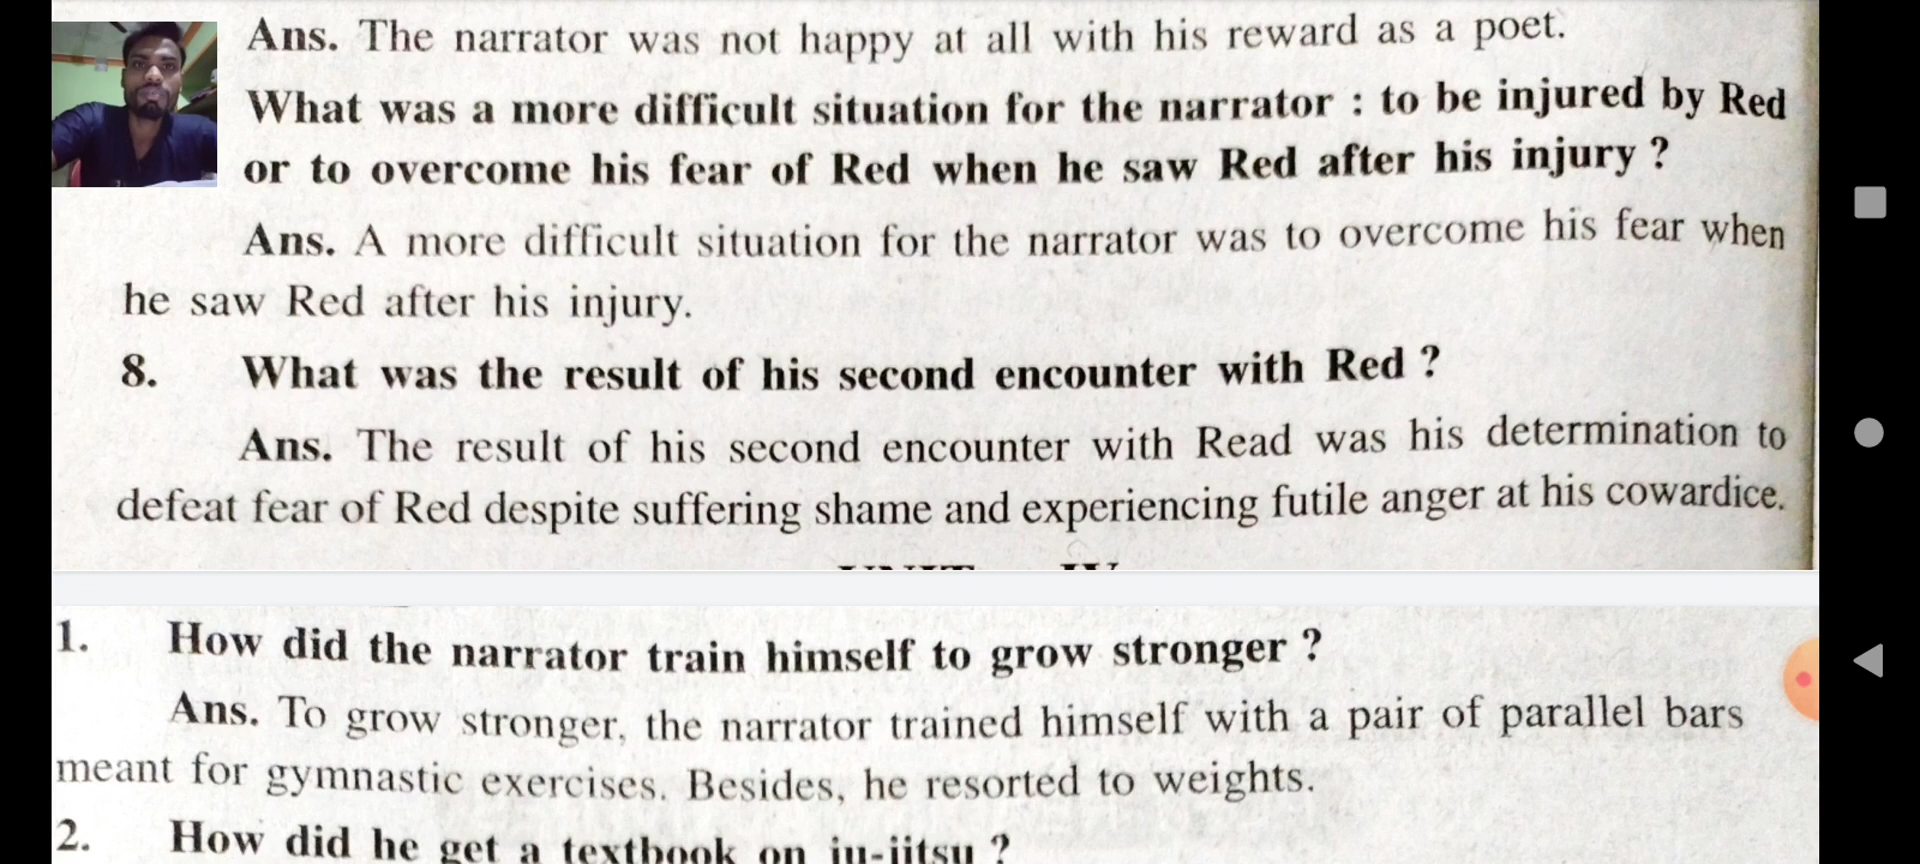 Ans. The narrator was not happy at all with his reward as a poet.
What was a more difficult situation for the narrator : to be injured by Red
or to overcome his fear of Red when he saw Red after his injury ?
Ans. A more difficult situation for the narrator was to overcome his fear when
he saw Red after his injury.
8. What was the result of his second encounter with Red ?
Ans. The result of his second encounter with Read was his determination to
defeat fear of Red despite suffering shame and experiencing futile anger at his cowardice.
1. How did the narrator train himself to grow stronger ?
Ans. To grow stronger, the narrator trained himself with a pair of parallel bars
meant for gymnastic exercises. Besides, he resorted to weights.
2. How did he get a textbook on ju-jitsu ?